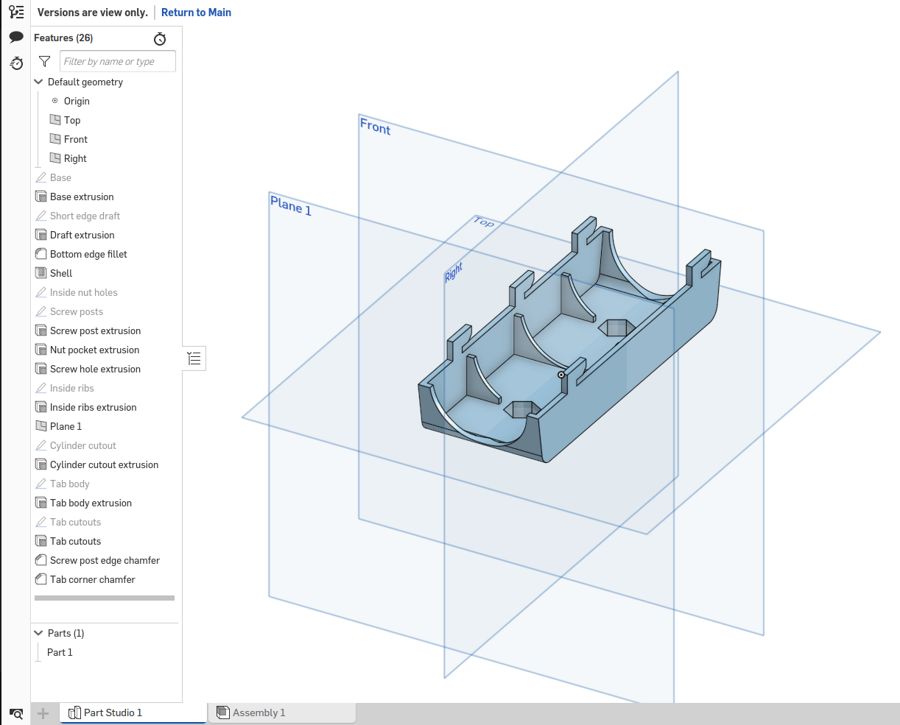 Versions are view only. Return to Main
Features (26)
Filter by name or type
Default geometry
Origin
Top
Front
Right
Base
Base extrusion
Short edge draft
Draft extrusion
Bottom edge fillet
Shell
Inside nut holes
Screw posts
Screw post extrusion
Nut pocket extrusion
Screw hole extrusion
Inside ribs
Inside ribs extrusion
Plane 1
Cylinder cutout
Cylinder cutout extrusion
Tab body
Tab body extrusion
Tab cutouts
Tab cutouts
Screw post edge chamfer
Tab corner chamfer
Parts (1)
Part 1
Front
Plane 1
Top
Right
Part Studio 1
Assembly 1